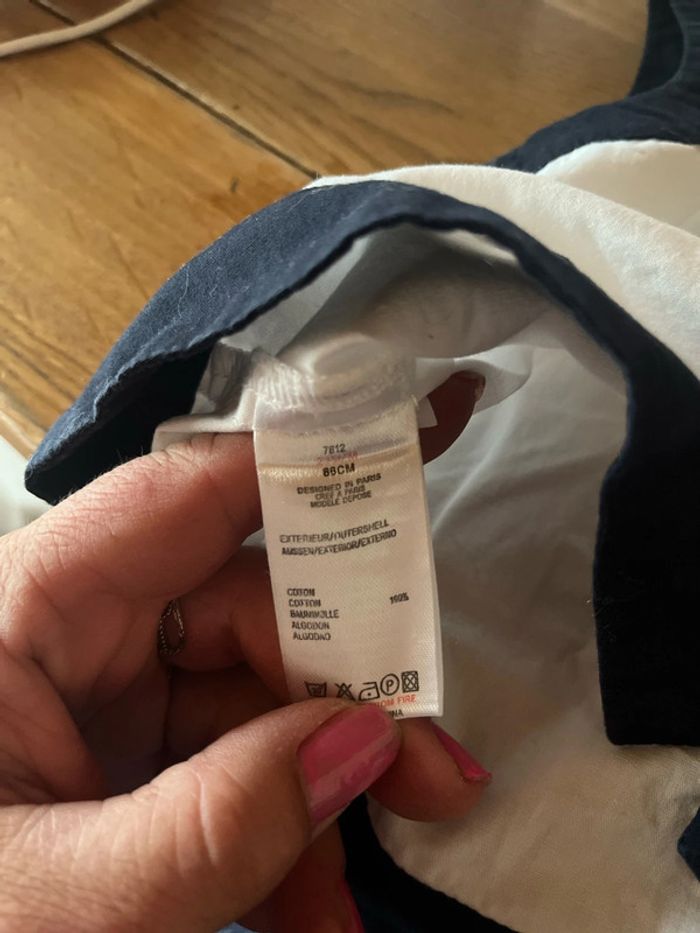 7612
86CM
DESIGNED IN PARIS
CREE A PARIS
MODELE DEPOSE
EXTERIEUR/OUTERSHELL
AUSSEN/EXTERIOR/EXTERNO
COTON
COTTON 100%
BAUMWOLLE
ALGODON
ALGODAO
P
FIRE